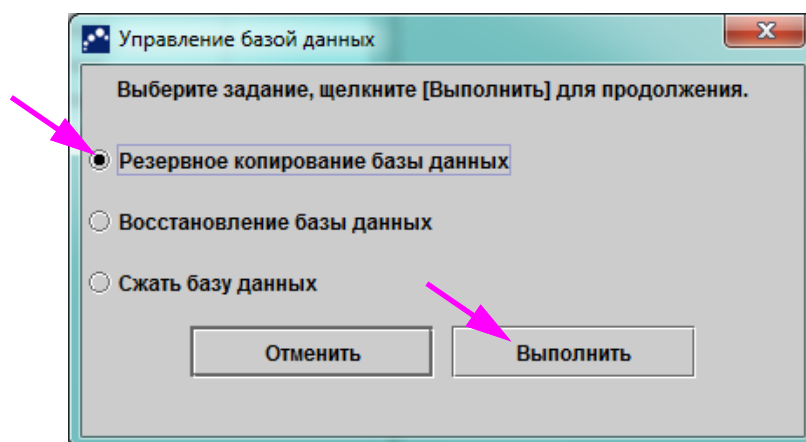 Управление базой данных
Выберите задание, щелкните [Выполнить] для продолжения.
Резервное копирование базы данных
Восстановление базы данных
Сжать базу данных
Отменить
Выполнить